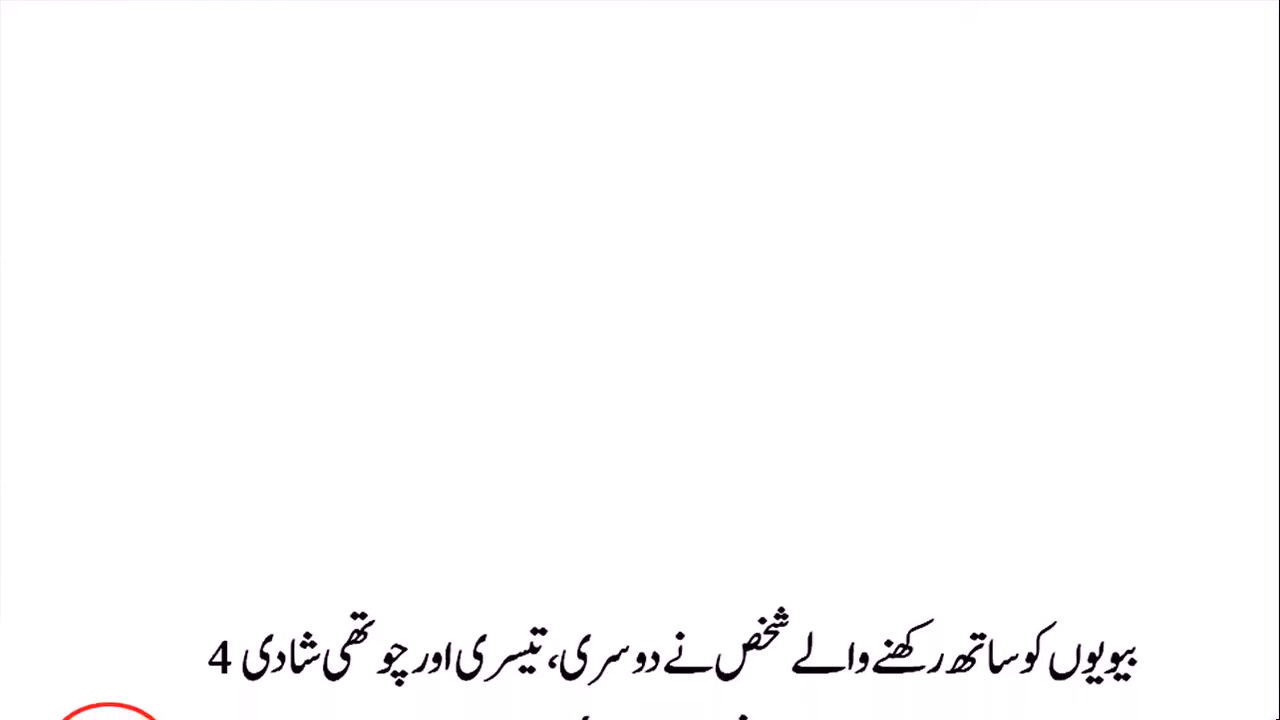 بیویوں کو ساتھ رکھنے والے شخص نے دوسری، تیسری اور چوتھی شادی 4